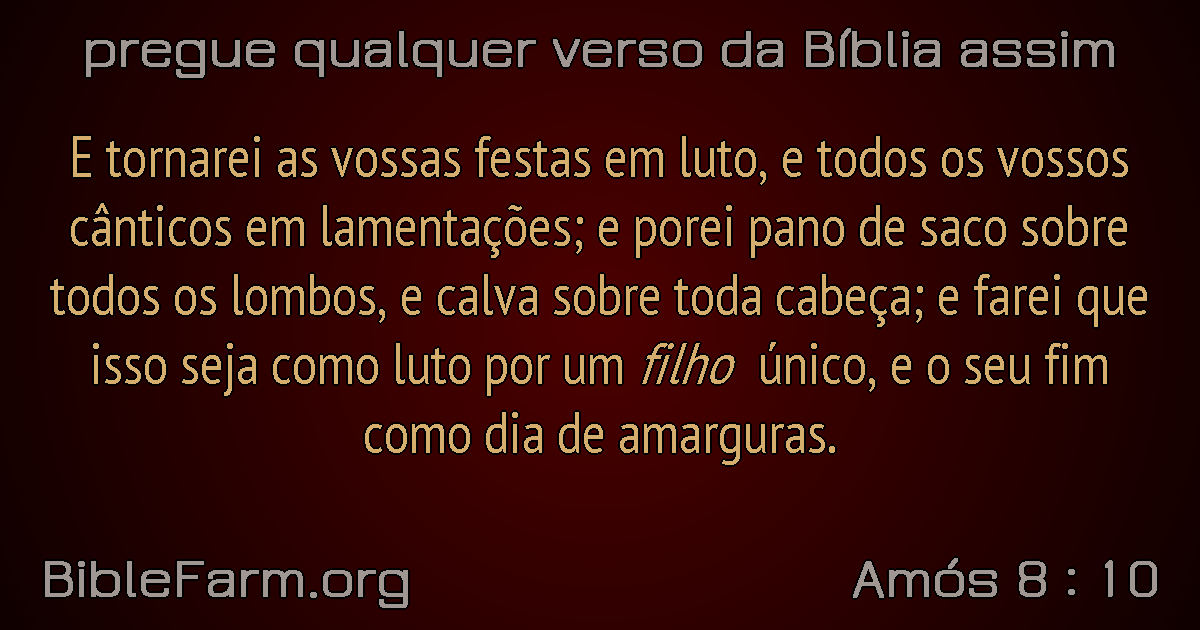 pregue qualquer verso da Bíblia assim
E tornarei as vossas festas em luto, e todos os vossos
cânticos em lamentações; e porei pano de saco sobre
todos os lombos, e calva sobre toda cabeça; e farei que
isso seja como luto por um filho único, e o seu fim
como dia de amarguras.
BibleFarm.org
Amós 8 : 10